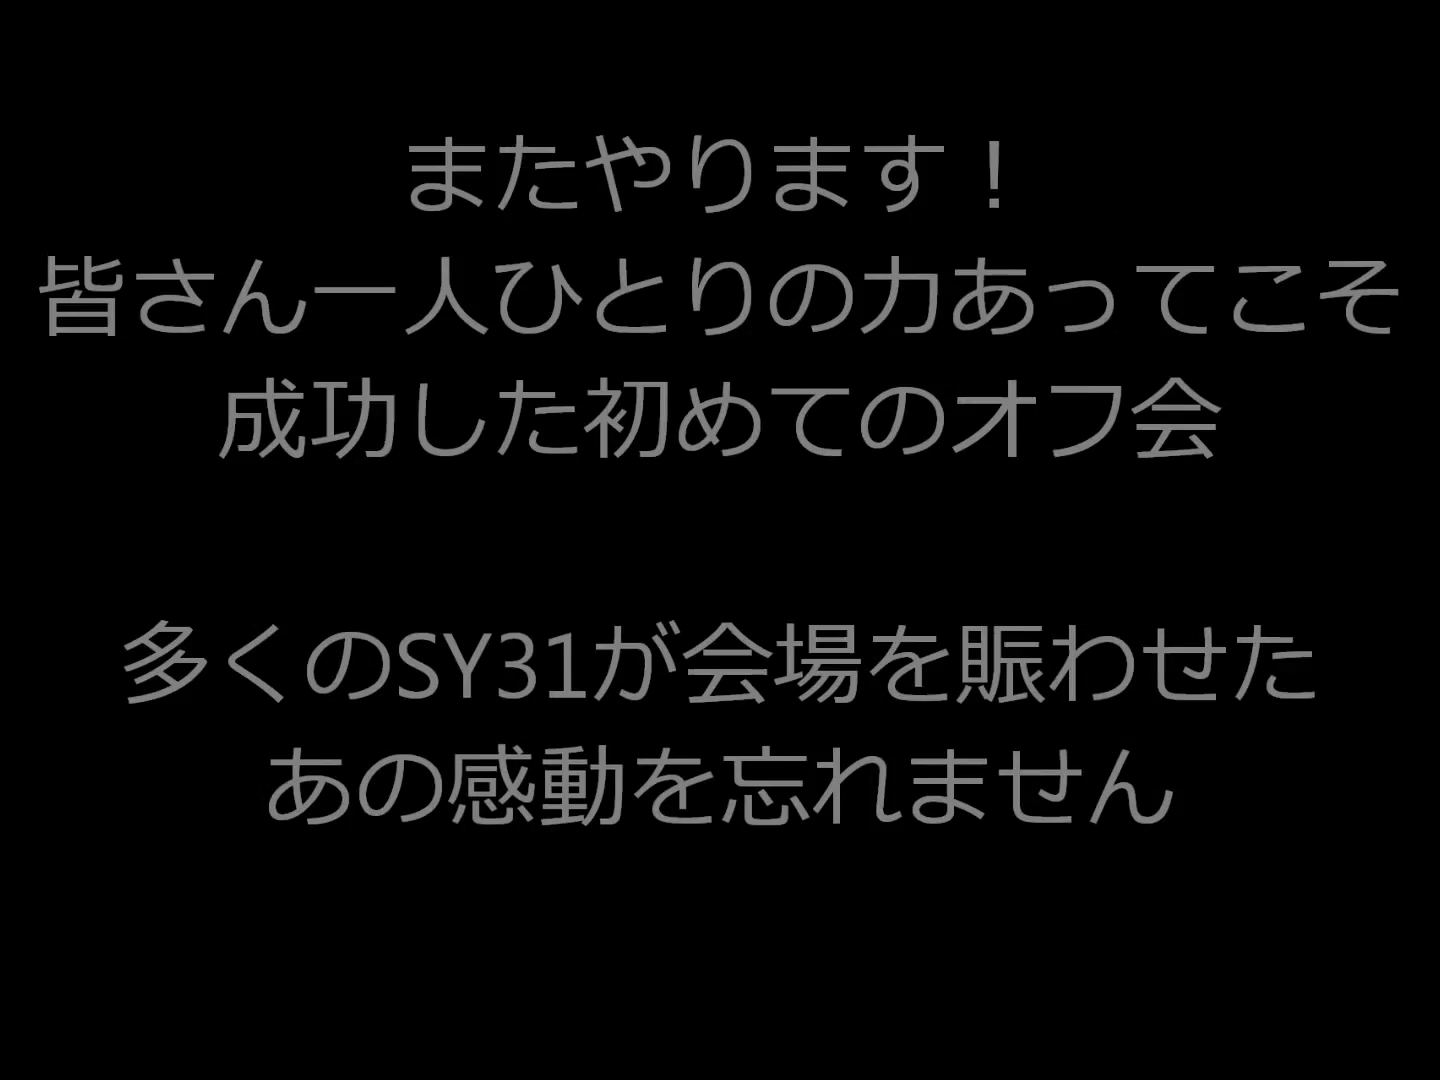 またやります！
皆さん一人ひとりの力あってこそ
成功した初めてのオフ会
多くのSY31が会場を賑わせた
あの感動を忘れません